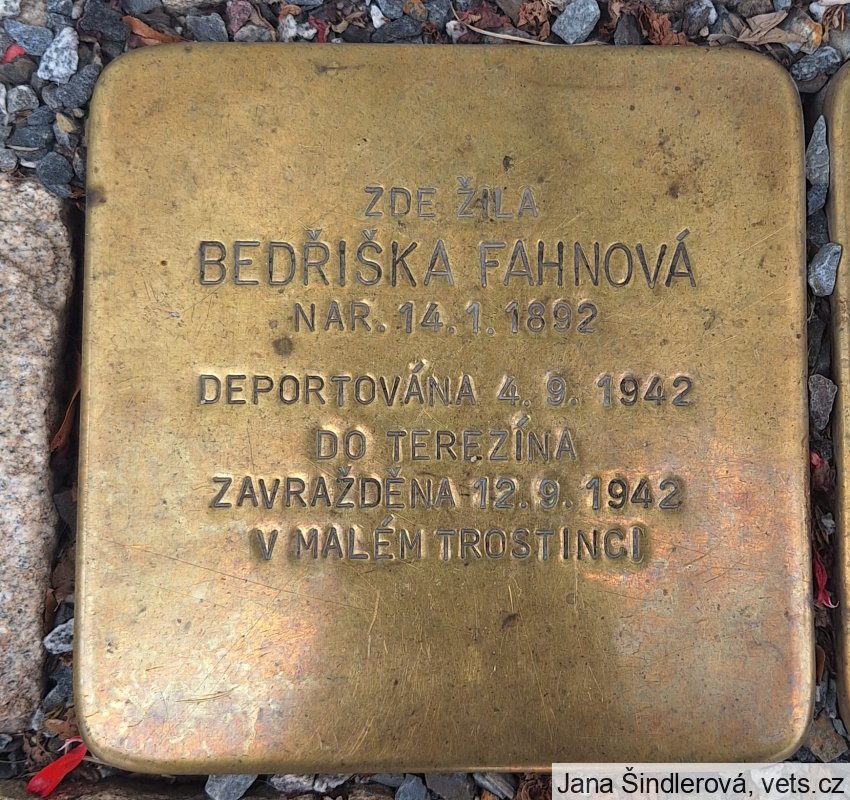 ZDE ŽILA
BEDŘIŠKA FAHNOVÁ
NAR. 14.1.1892
DEPORTOVÁNA 4.9.1942
DO TEREZÍNA
ZAVRAŽDĚNA 12.9.1942
V MALÉM TROSTINCI
Jana Šindlerová, vets.cz